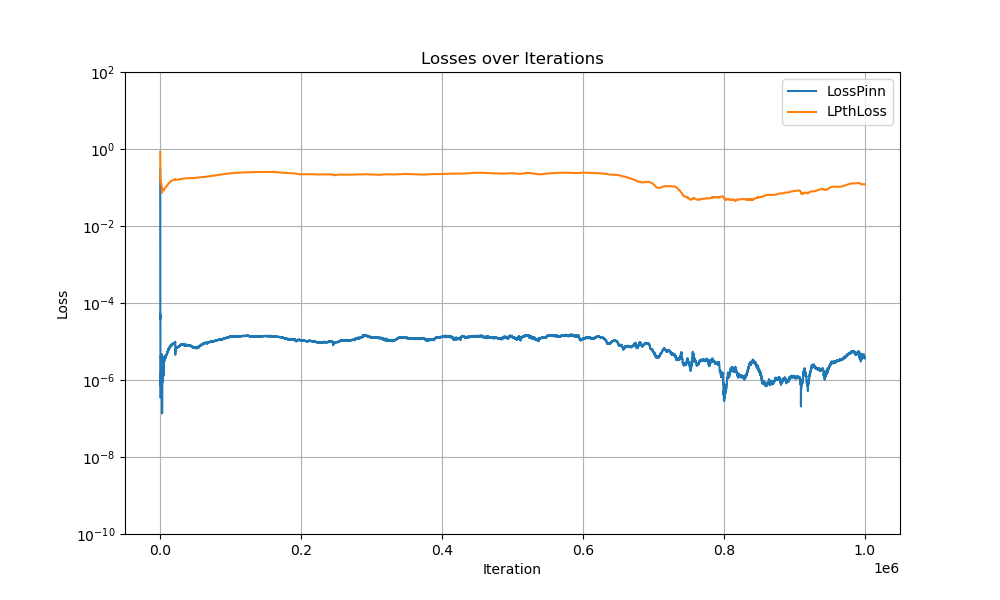 Losses over Iterations
LossPinn
LPthLoss
Loss
10^2
10^0
10^-2
10^-4
10^-6
10^-8
10^-10
0.0 0.2 0.4 0.6 0.8 1.0
1e6
Iteration